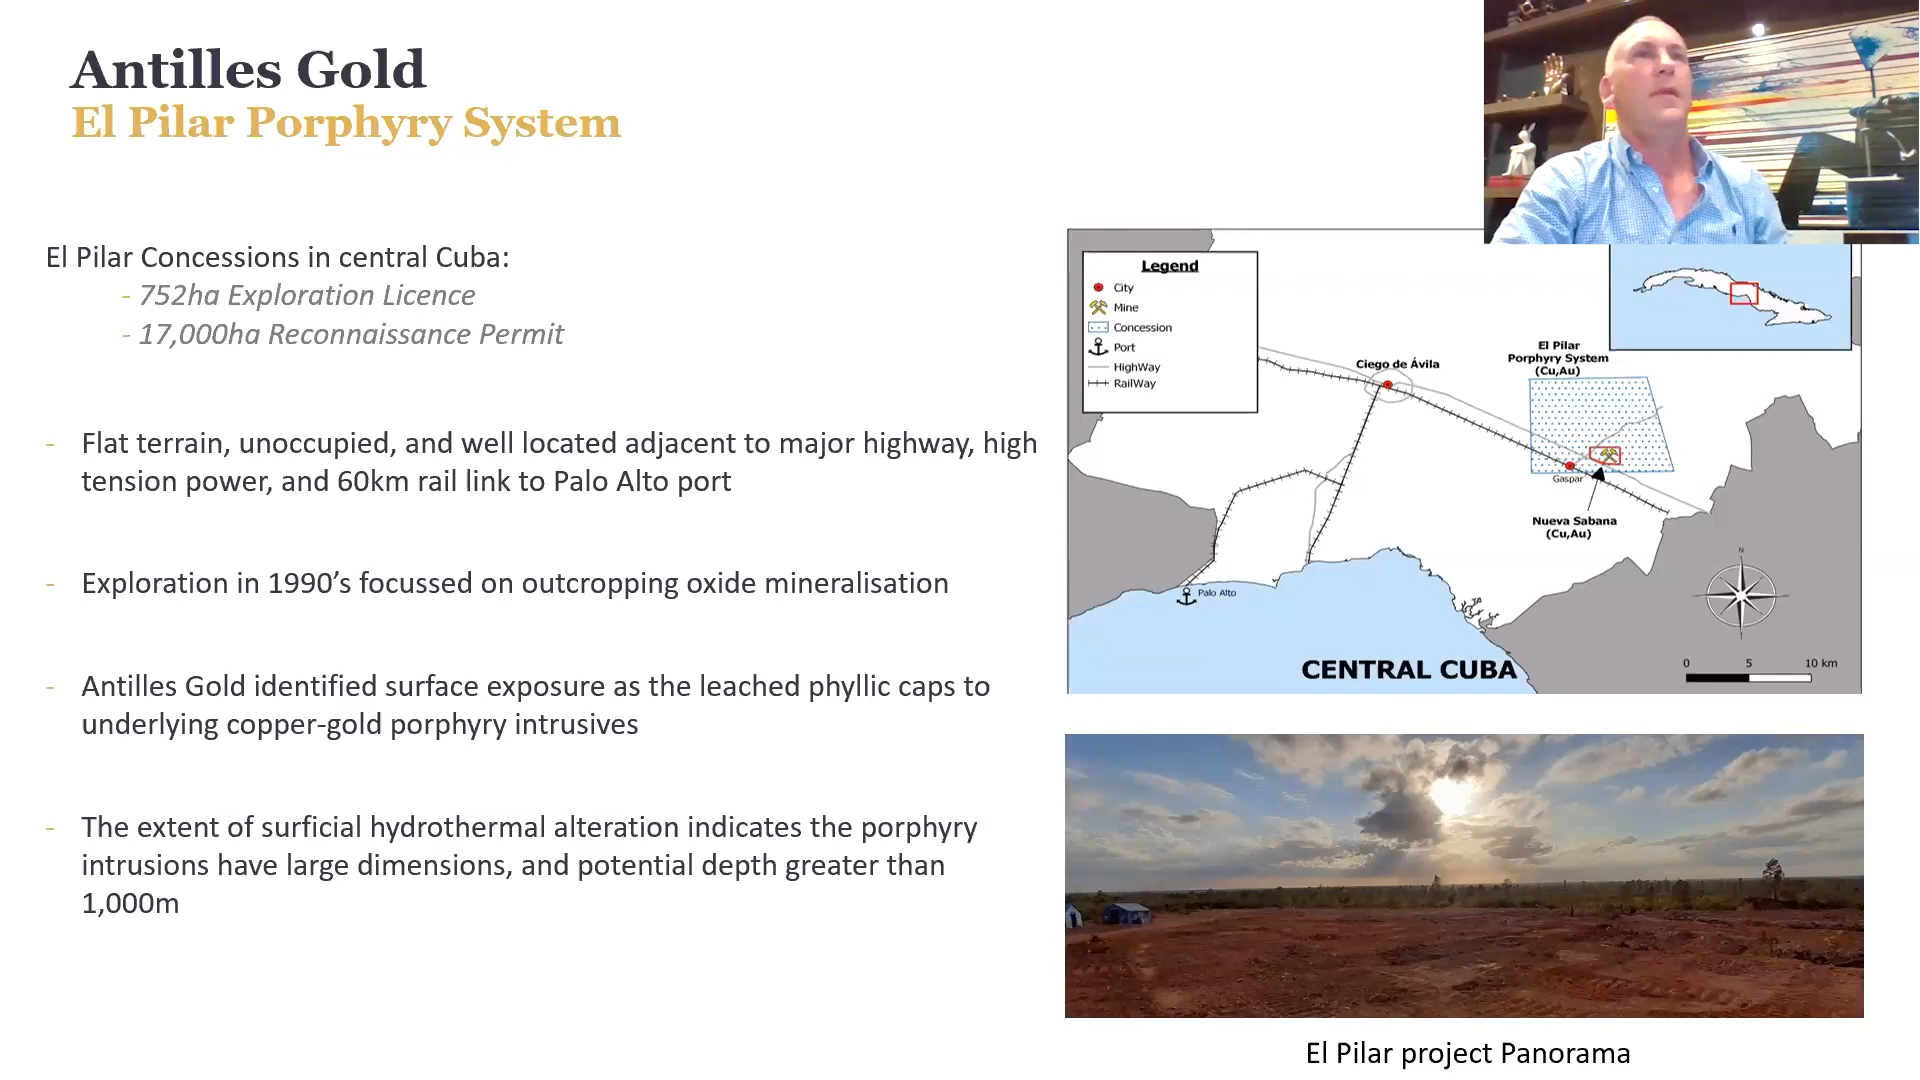 Antilles Gold
El Pilar Porphyry System
El Pilar Concessions in central Cuba:
- 752ha Exploration Licence
- 17,000ha Reconnaissance Permit
- Flat terrain, unoccupied, and well located adjacent to major highway, high
tension power, and 60km rail link to Palo Alto port
- Exploration in 1990’s focussed on outcropping oxide mineralisation
- Antilles Gold identified surface exposure as the leached phyllic caps to
underlying copper-gold porphyry intrusives
- The extent of surficial hydrothermal alteration indicates the porphyry
intrusions have large dimensions, and potential depth greater than
1,000m
Legend
City
Mine
Concession
Port
HighWay
RailWay
Ciego de Ávila
El Pilar
Porphyry System
(Cu,Au)
Gaspar
Nueva Sabana
(Cu,Au)
Palo Alto
N
CENTRAL CUBA
0 5 10 km
El Pilar project Panorama